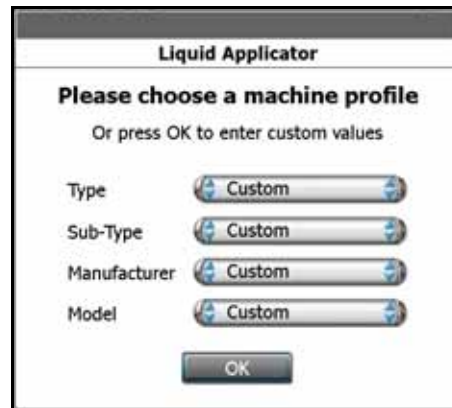 Liquid Applicator
Please choose a machine profile
Or press OK to enter custom values
Type Custom
Sub-Type Custom
Manufacturer Custom
Model Custom
OK